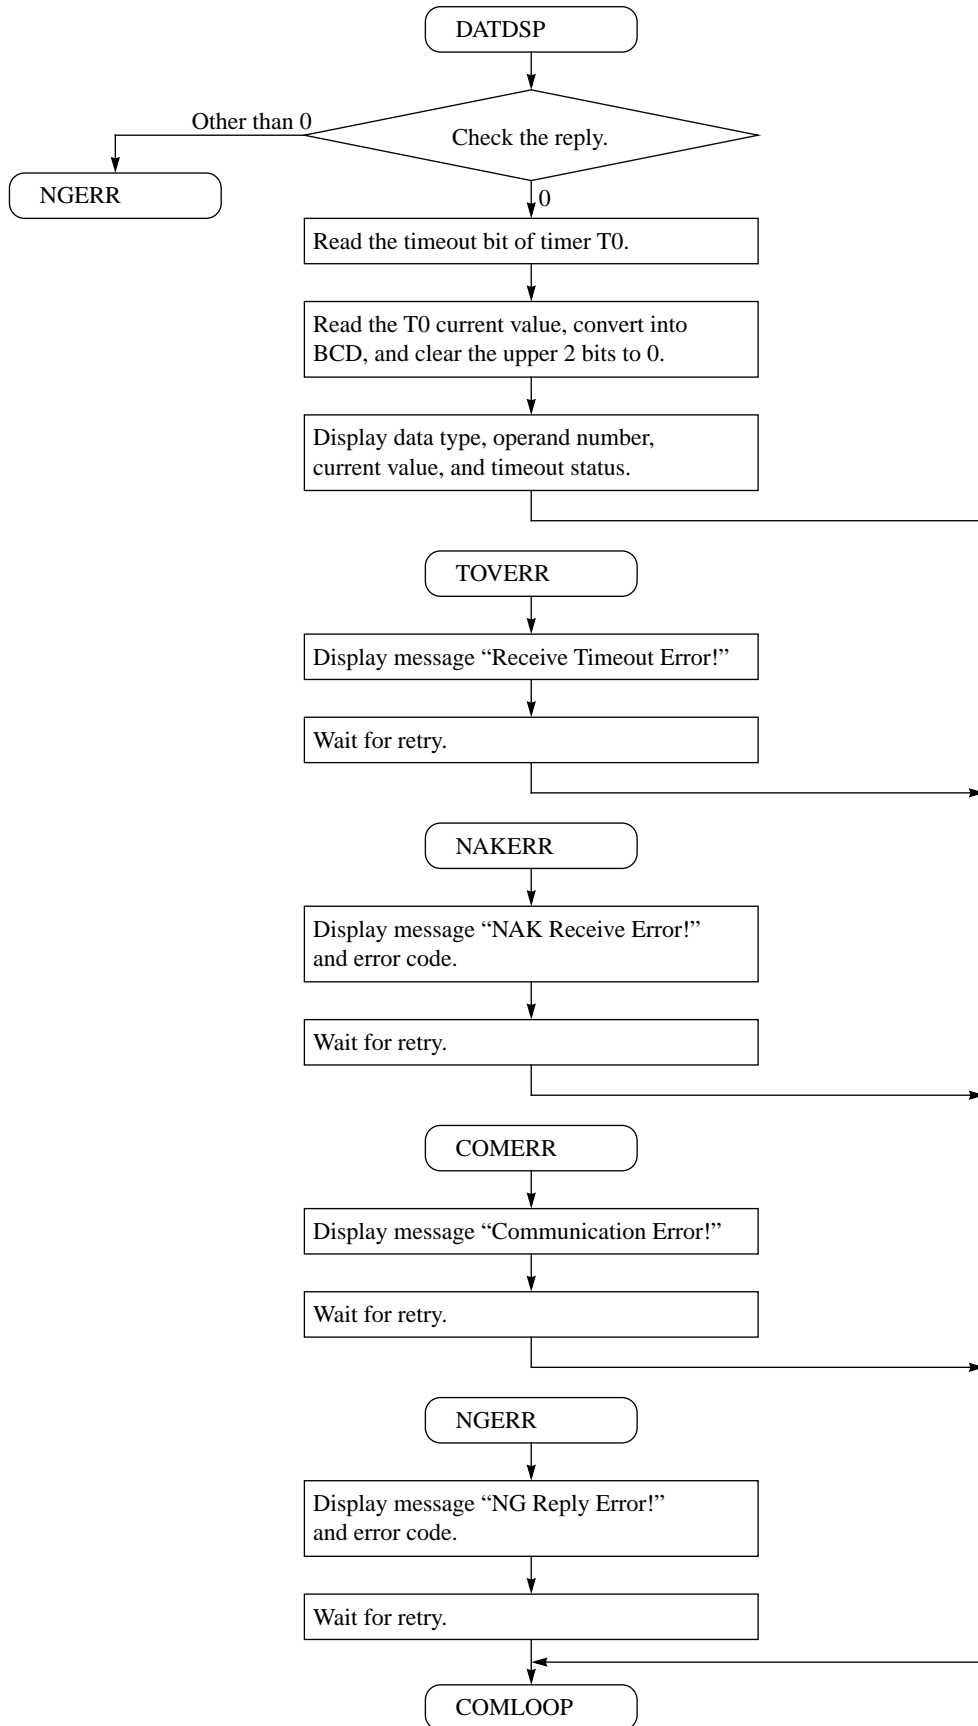 DATDSP
Other than 0
Check the reply.
NGERR
0
Read the timeout bit of timer T0.
Read the T0 current value, convert into
BCD, and clear the upper 2 bits to 0.
Display data type, operand number,
current value, and timeout status.
TOVERR
Display message “Receive Timeout Error!”
Wait for retry.
NAKERR
Display message “NAK Receive Error!”
and error code.
Wait for retry.
COMERR
Display message “Communication Error!”
Wait for retry.
NGERR
Display message “NG Reply Error!”
and error code.
Wait for retry.
COMLOOP